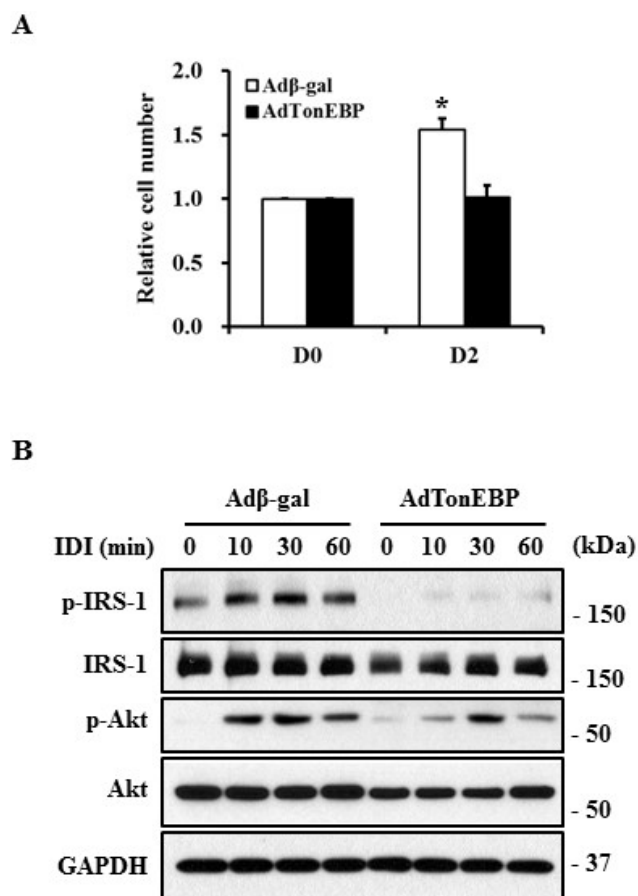 A
2.0
1.5
1.0
0.5
0.0
Relative cell number
Adβ-gal
AdTonEBP
*
D0 D2
B
Adβ-gal AdTonEBP
IDI (min) 0 10 30 60 0 10 30 60 (kDa)
p-IRS-1 - 150
IRS-1 - 150
p-Akt - 50
Akt - 50
GAPDH - 37